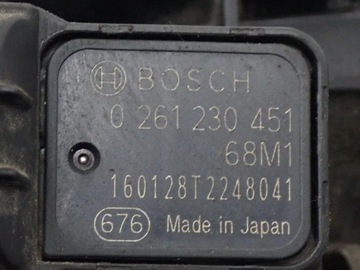 BOSCH
0 261 230 451
68M1
160128T2248041
676 Made in Japan